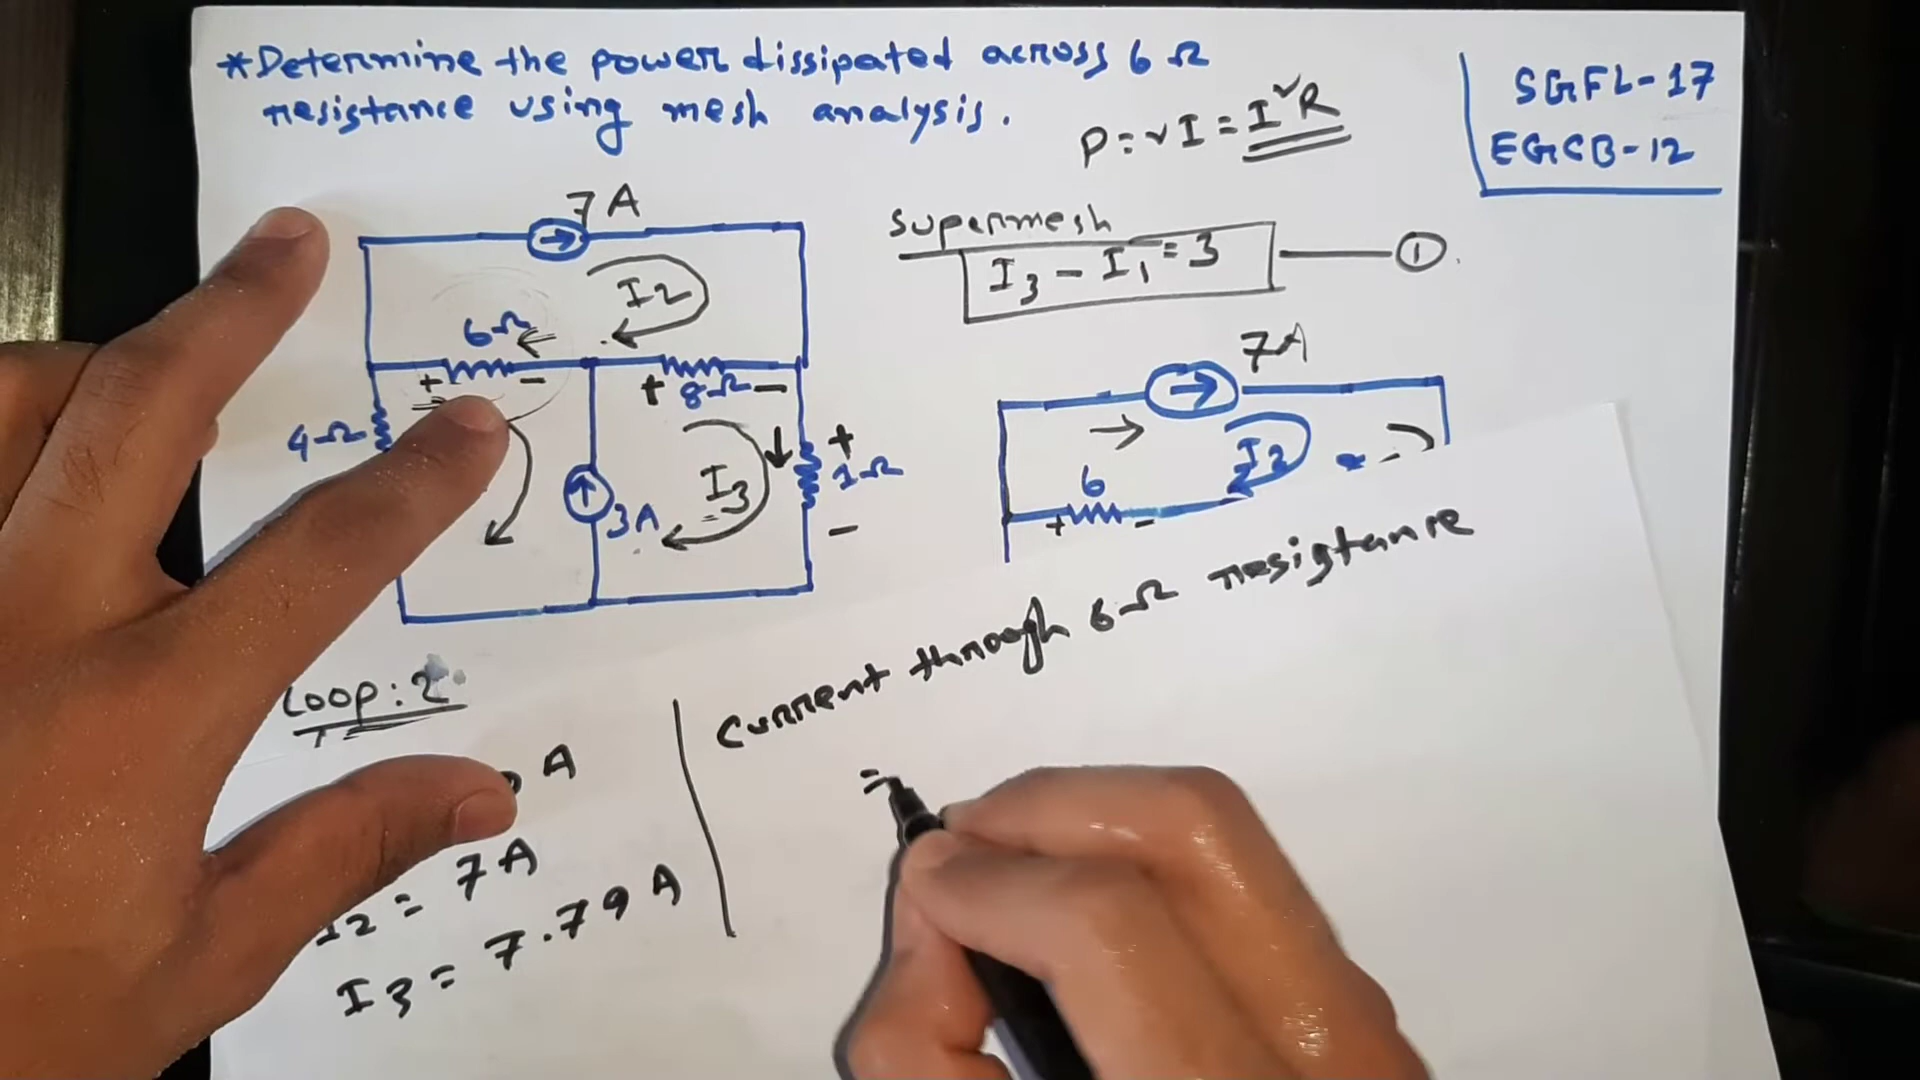 *Determine the power dissipated across 6Ω
resistance using mesh analysis.
P = VI = I²R
SGFL-17
EGCB-12
7A
I2
6Ω
+ -
+ 8Ω -
4Ω
I3
+
1Ω
-
3A
Supermesh
I3 - I1 = 3 ①
7A
I2
6
+ -
Loop: 2
A
I2 = 7A
I3 = 7.79 A
Current through 6Ω resistance
=